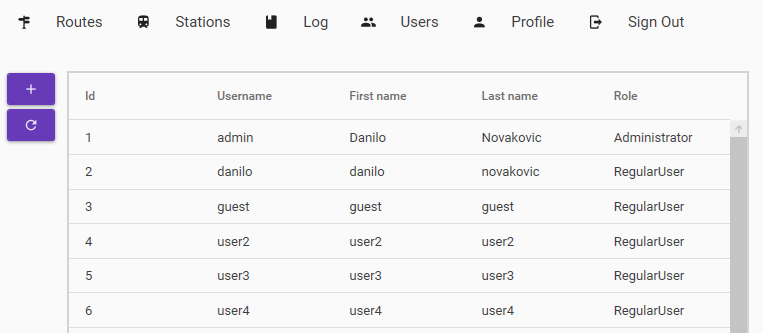 Routes Stations Log Users Profile Sign Out
Id Username First name Last name Role
1 admin Danilo Novakovic Administrator
2 danilo danilo novakovic RegularUser
3 guest guest guest RegularUser
4 user2 user2 user2 RegularUser
5 user3 user3 user3 RegularUser
6 user4 user4 user4 RegularUser